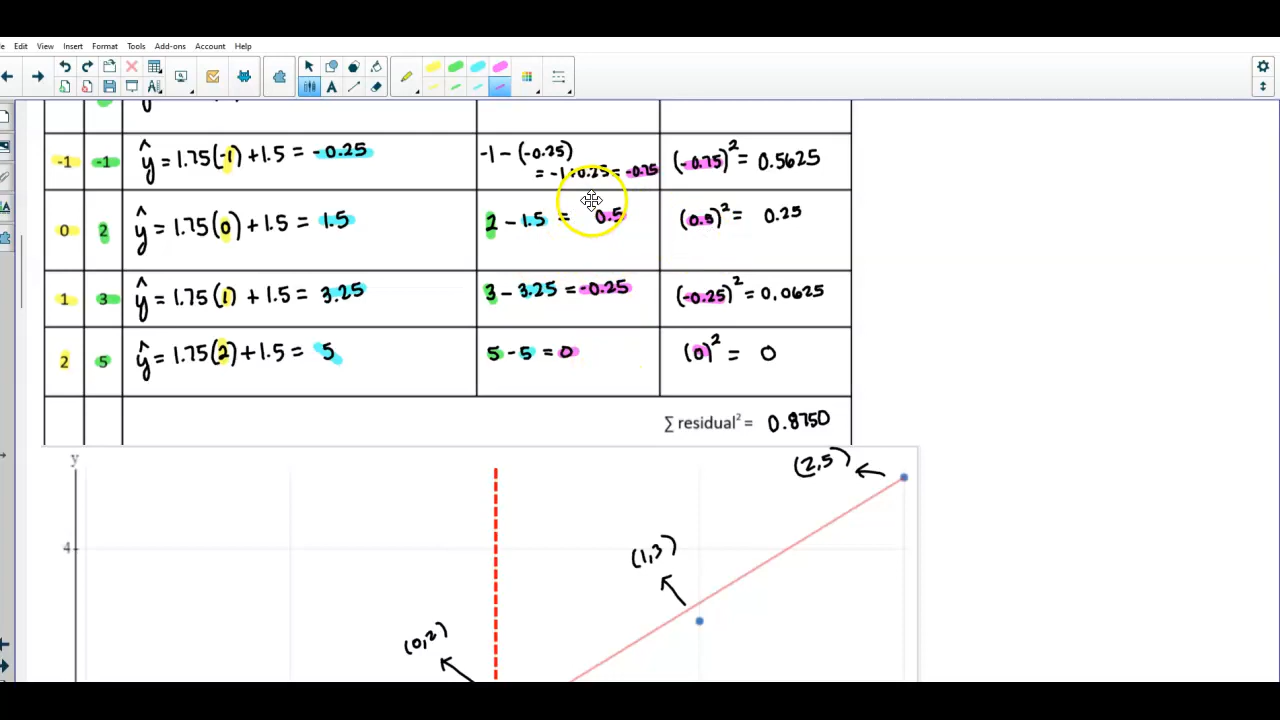 Edit View Insert Format Tools Add-ons Account Help
-1 -1 ŷ = 1.75(-1) + 1.5 = -0.25 -1 - (-0.25) (-0.75)² = 0.5625
= -1 + 0.25 = -0.75
0 2 ŷ = 1.75(0) + 1.5 = 1.5 2 - 1.5 = 0.5 (0.5)² = 0.25
1 3 ŷ = 1.75(1) + 1.5 = 3.25 3 - 3.25 = -0.25 (-0.25)² = 0.0625
2 5 ŷ = 1.75(2) + 1.5 = 5 5 - 5 = 0 (0)² = 0
∑ residual² = 0.8750
y
(2,5)
4
(1,3)
(0,2)